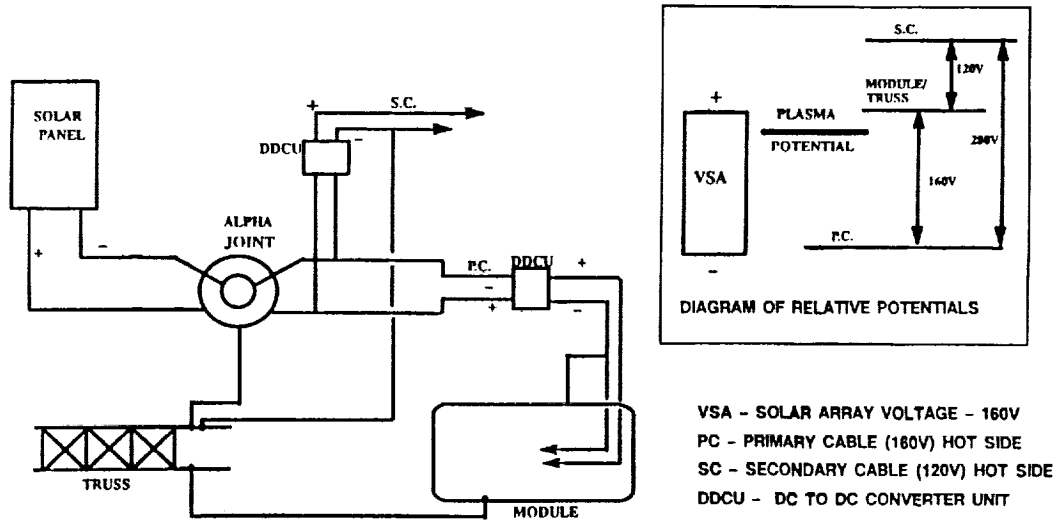 SOLAR
PANEL
+
-
ALPHA
JOINT
DDCU
+
-
S.C.
P.C.
-
+
DDCU
+
-
TRUSS
MODULE
S.C.
120V
MODULE/
TRUSS
+
PLASMA
POTENTIAL
VSA
160V
280V
P.C.
-
DIAGRAM OF RELATIVE POTENTIALS
VSA - SOLAR ARRAY VOLTAGE - 160V
PC - PRIMARY CABLE (160V) HOT SIDE
SC - SECONDARY CABLE (120V) HOT SIDE
DDCU - DC TO DC CONVERTER UNIT